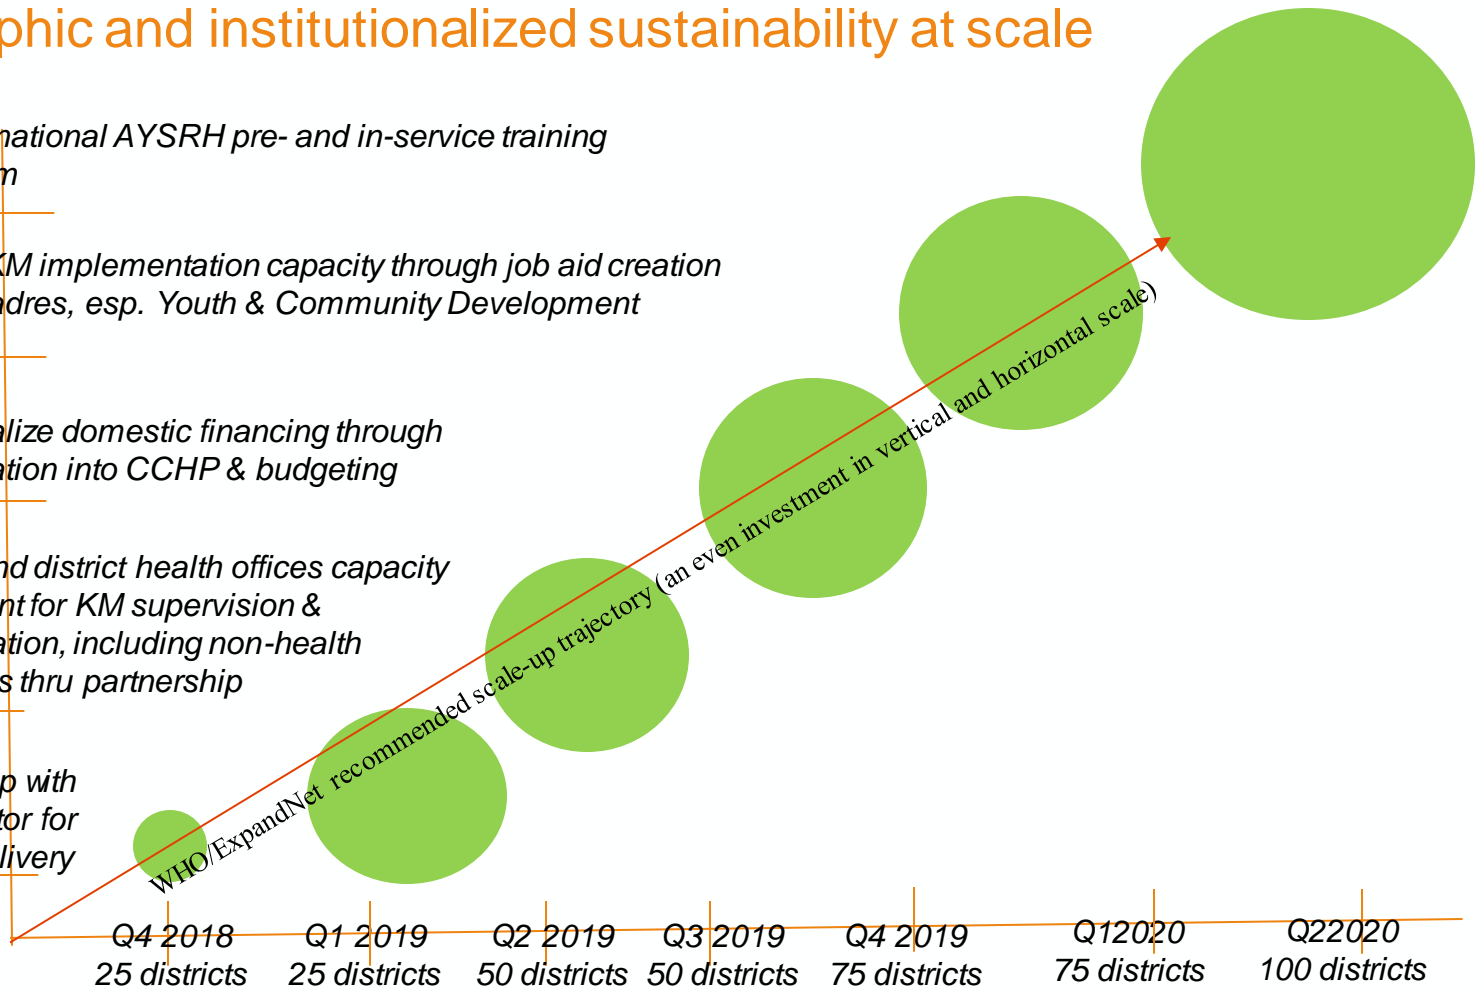 phic and institutionalized sustainability at scale
national AYSRH pre- and in-service training
m
KM implementation capacity through job aid creation
adres, esp. Youth & Community Development
alize domestic financing through
ation into CCHP & budgeting
nd district health offices capacity
nt for KM supervision &
ation, including non-health
s thru partnership
p with
tor for
livery
WHO/ExpandNet recommended scale-up trajectory (an even investment in vertical and horizontal scale)
Q4 2018 Q1 2019 Q2 2019 Q3 2019 Q4 2019 Q12020 Q22020
25 districts 25 districts 50 districts 50 districts 75 districts 75 districts 100 districts